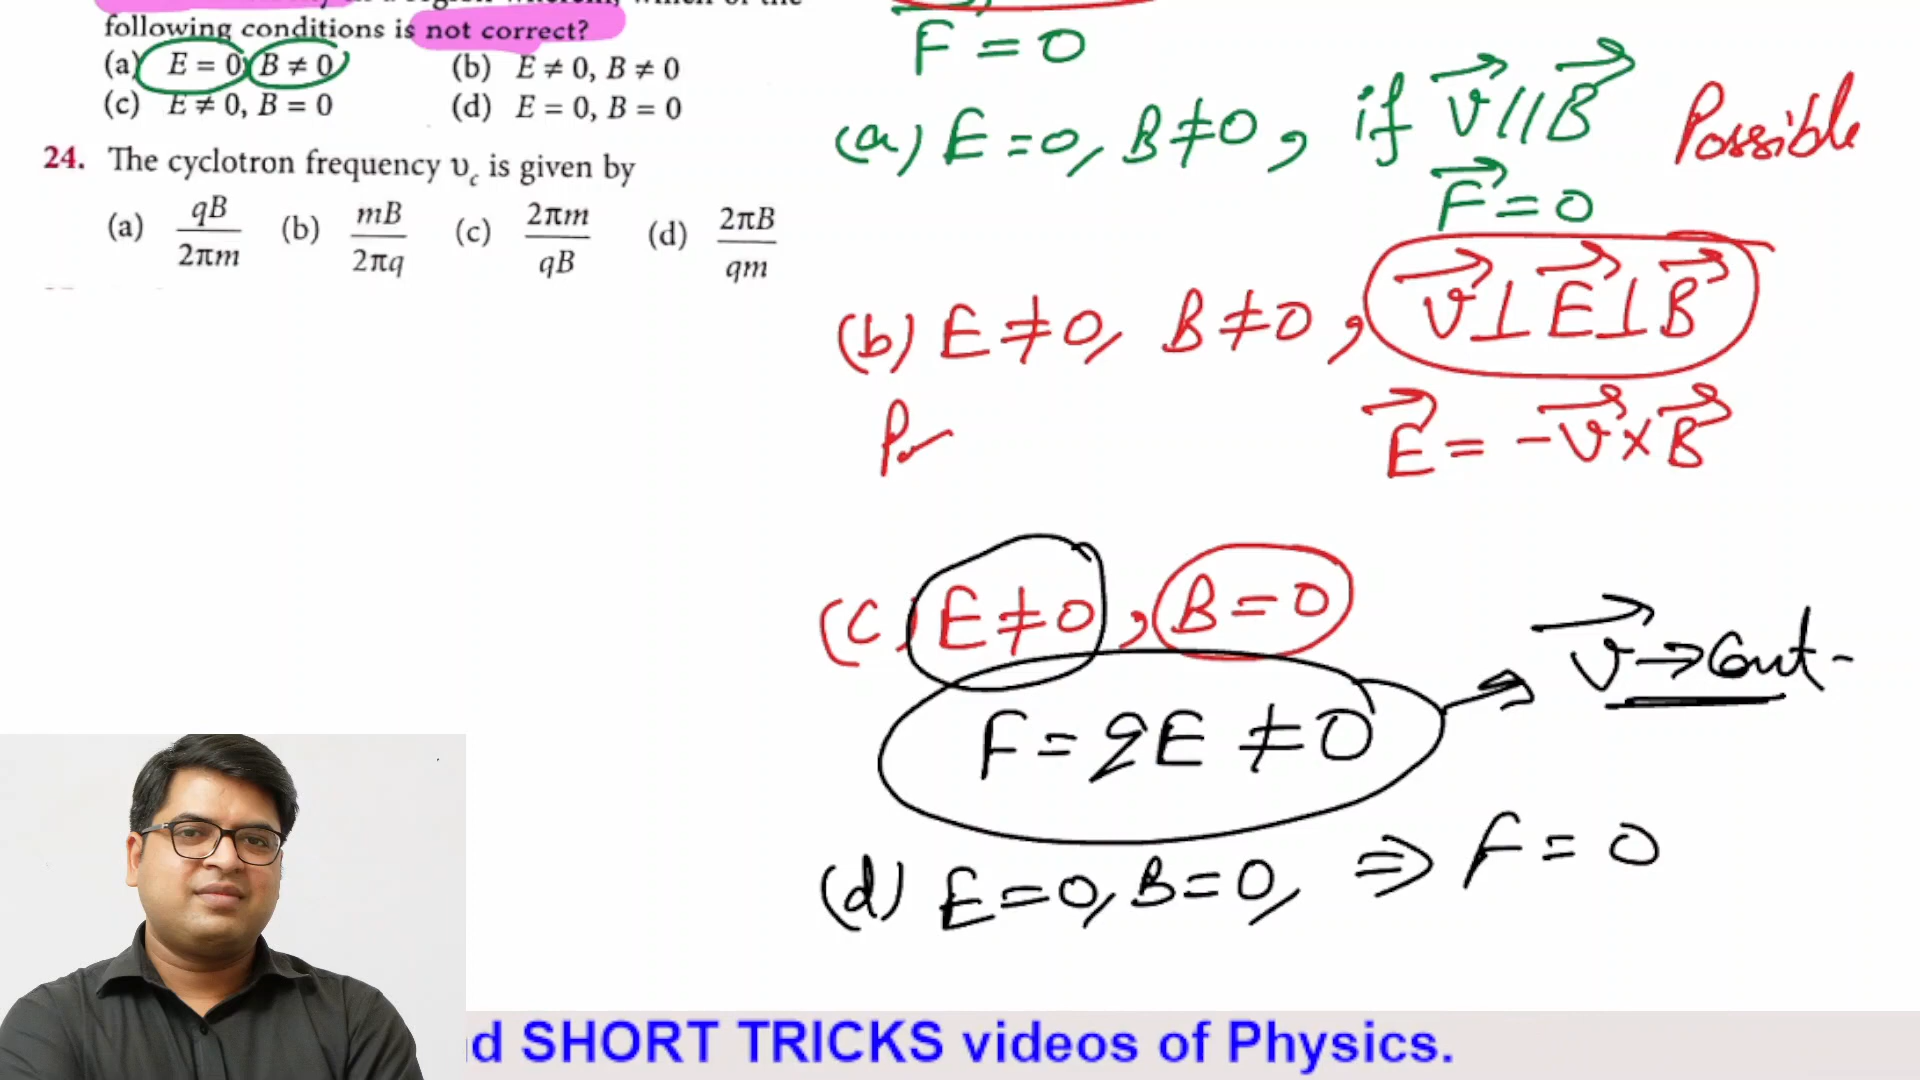 following conditions is not correct?
(a) E = 0, B ≠ 0 (b) E ≠ 0, B ≠ 0
(c) E ≠ 0, B = 0 (d) E = 0, B = 0
24. The cyclotron frequency υc is given by
(a) qB/2πm (b) mB/2πq (c) 2πm/qB (d) 2πB/qm
F = 0
(a) E = 0, B ≠ 0, if v⃗ // B⃗ Possible
F⃗ = 0
(b) E ≠ 0, B ≠ 0, v⃗ ⊥ E⃗ ⊥ B⃗
E⃗ = -v⃗ × B⃗
(c) E ≠ 0, B = 0
v⃗ →
F = qE ≠ 0
(d) E = 0, B = 0, ⇒ F = 0
d SHORT TRICKS videos of Physics.